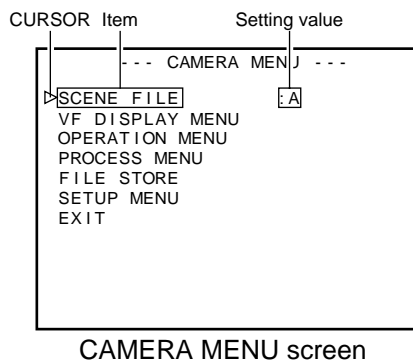 CURSOR Item Setting value
- - - CAMERA MENU - - -
SCENE FILE :A
VF DISPLAY MENU
OPERATION MENU
PROCESS MENU
FILE STORE
SETUP MENU
EXIT
CAMERA MENU screen